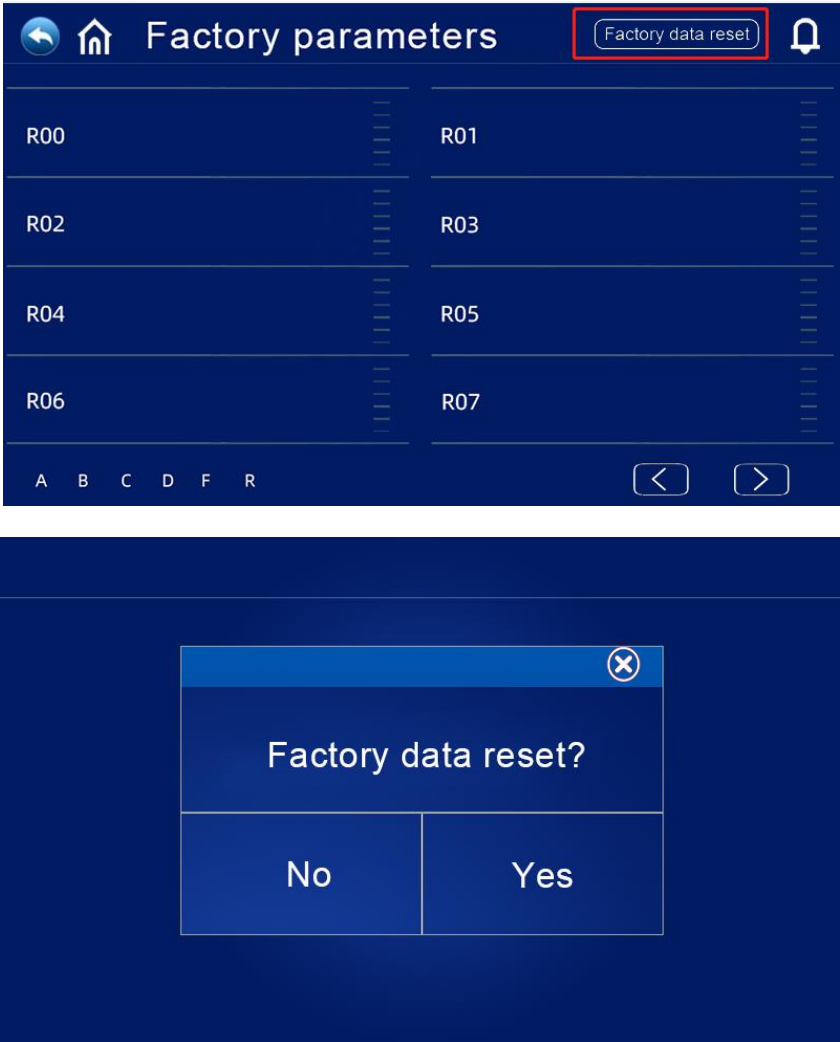 Factory parameters Factory data reset
R00 R01
R02 R03
R04 R05
R06 R07
A B C D F R
Factory data reset?
No Yes